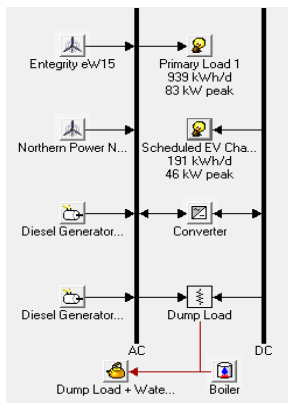 Entegrity eW15 Primary Load 1
939 kWh/d
83 kW peak
Northern Power N... Scheduled EV Cha...
191 kWh/d
46 kW peak
Diesel Generator... Converter
Diesel Generator... Dump Load
AC DC
Dump Load + Wate... Boiler